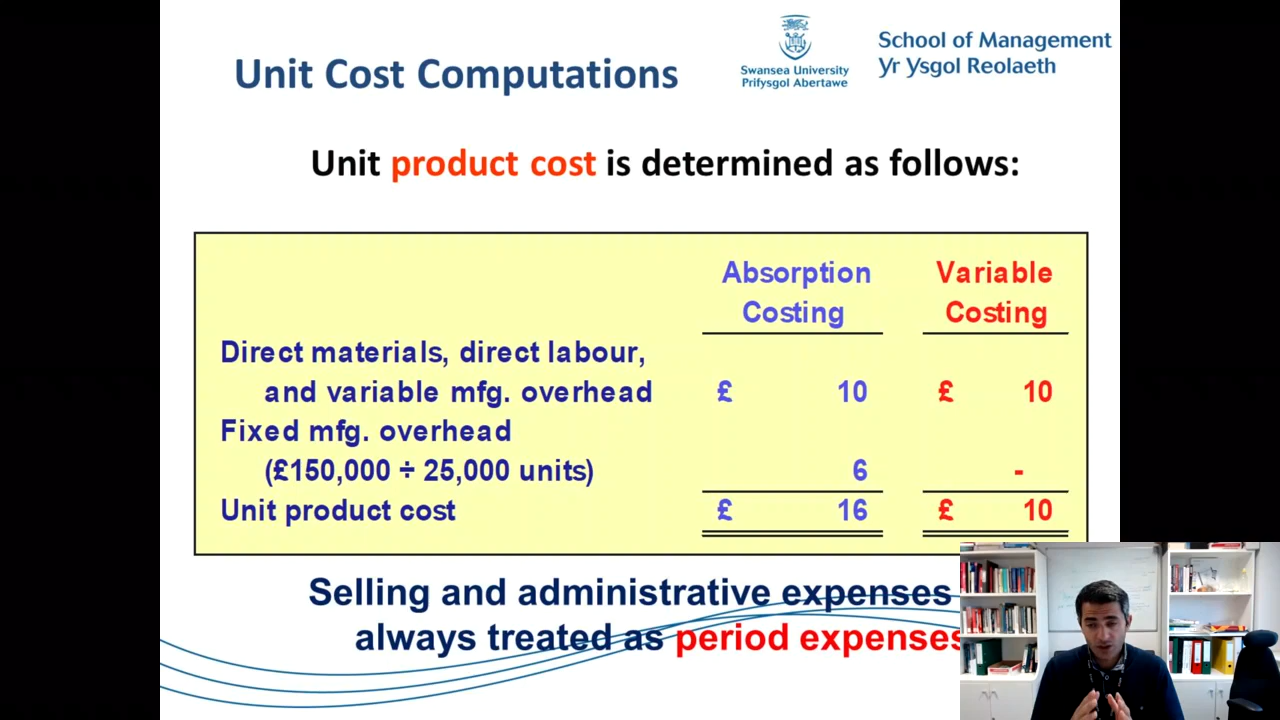 Unit Cost Computations
Swansea University
Prifysgol Abertawe
School of Management
Yr Ysgol Reolaeth
Unit product cost is determined as follows:
Absorption Variable
Costing Costing
Direct materials, direct labour,
and variable mfg. overhead £ 10 £ 10
Fixed mfg. overhead
(£150,000 ÷ 25,000 units) 6 -
Unit product cost £ 16 £ 10
Selling and administrative expenses
always treated as period expenses